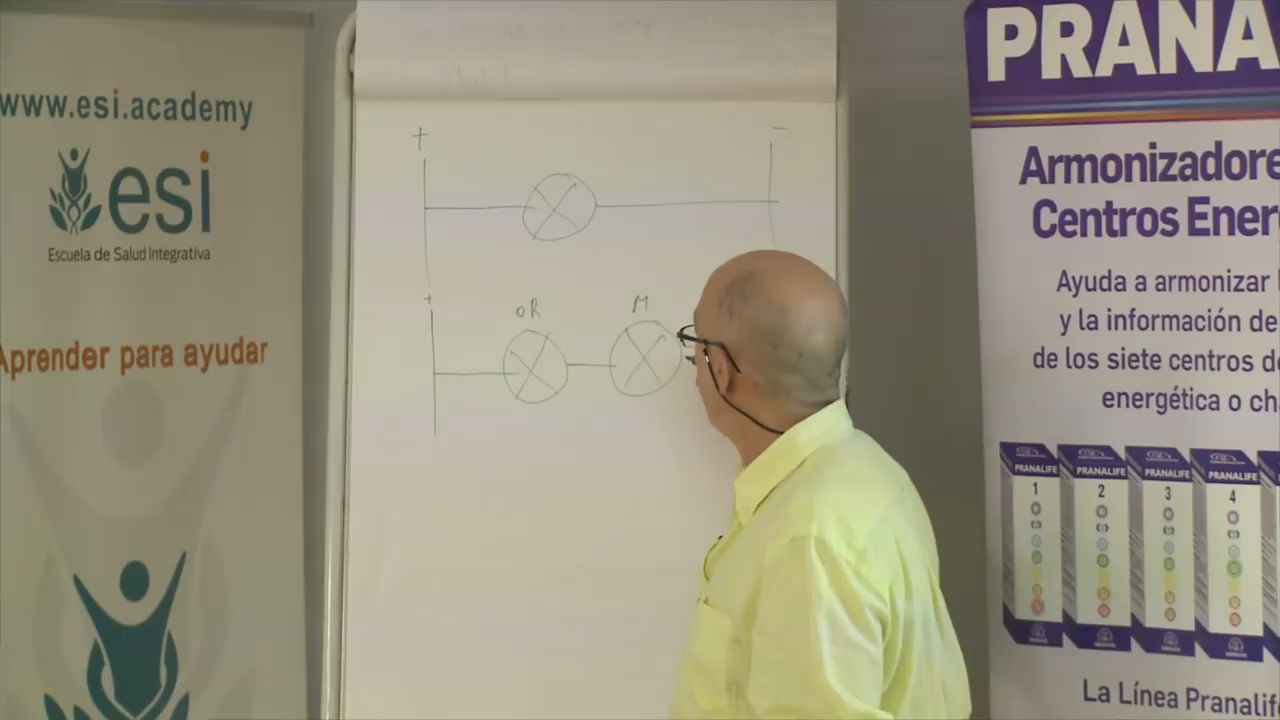 www.esi.academy
esi
Escuela de Salud Integrativa
Aprender para ayudar
+ -
+
OR M
PRANA
Armonizadore
Centros Ener
Ayuda a armonizar
y la información de
de los siete centros d
energética o ch
PRANALIFE PRANALIFE PRANALIFE PRANALIFE
1 2 3 4
La Línea Pranalif